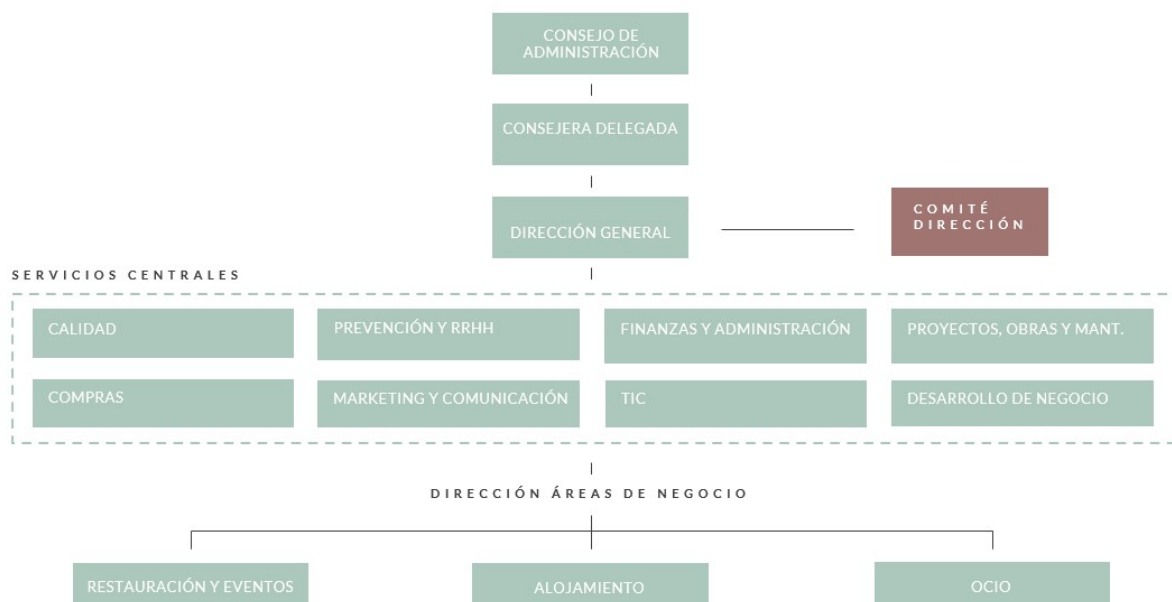 CONSEJO DE
ADMINISTRACIÓN
CONSEJERA DELEGADA
DIRECCIÓN GENERAL
COMITÉ
DIRECCIÓN
SERVICIOS CENTRALES
CALIDAD
PREVENCIÓN Y RRHH
FINANZAS Y ADMINISTRACIÓN
PROYECTOS, OBRAS Y MANT.
COMPRAS
MARKETING Y COMUNICACIÓN
TIC
DESARROLLO DE NEGOCIO
DIRECCIÓN ÁREAS DE NEGOCIO
RESTAURACIÓN Y EVENTOS
ALOJAMIENTO
OCIO